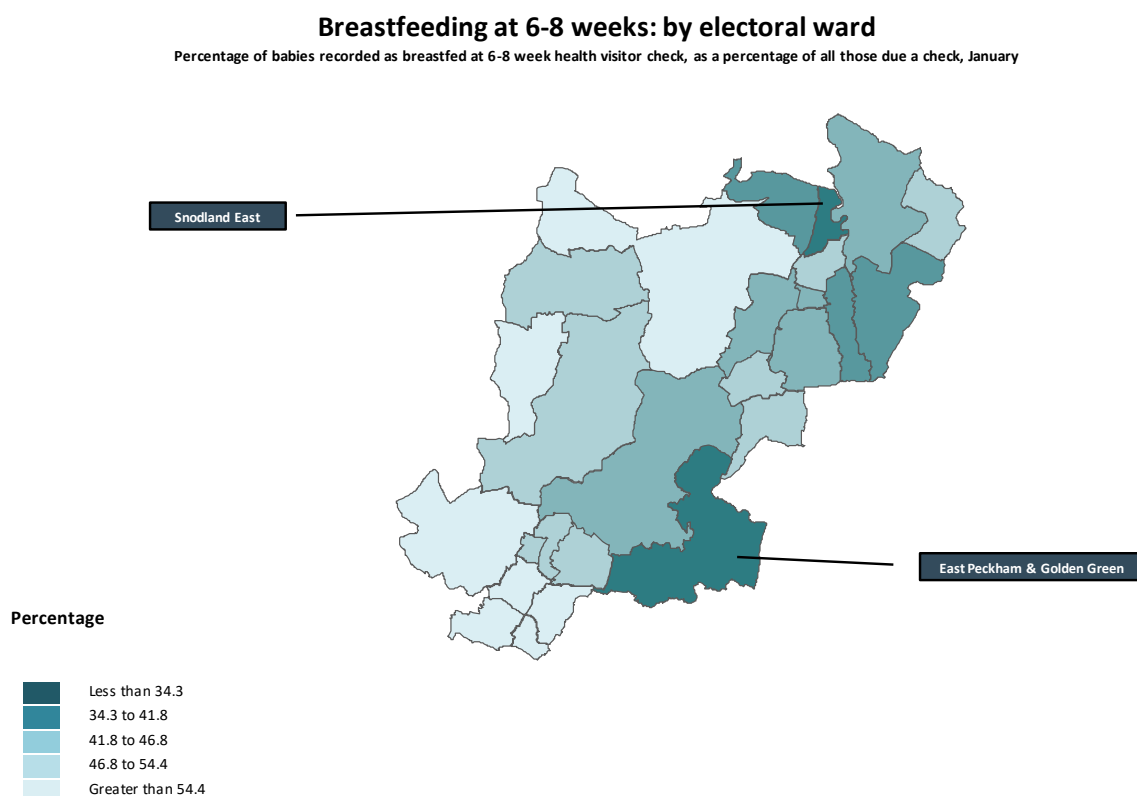 Breastfeeding at 6-8 weeks: by electoral ward
Percentage of babies recorded as breastfed at 6-8 week health visitor check, as a percentage of all those due a check, January
Snodland East
East Peckham & Golden Green
Percentage
Less than 34.3
34.3 to 41.8
41.8 to 46.8
46.8 to 54.4
Greater than 54.4